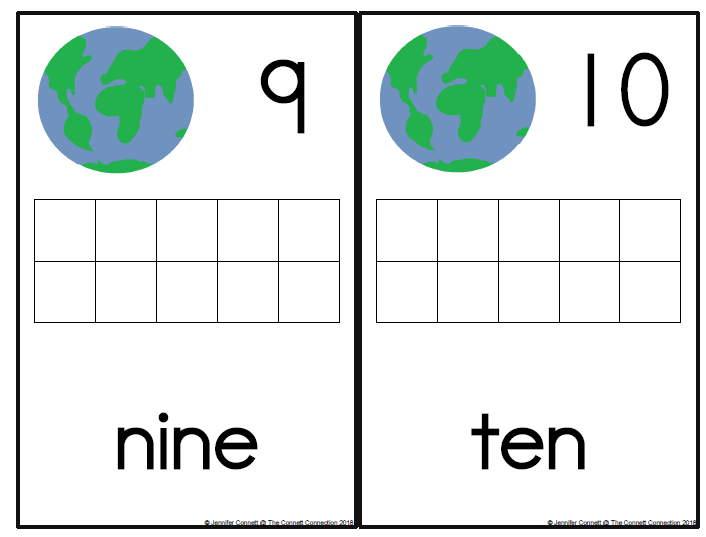 9
nine
© Jennifer Connett @ The Connett Connection 2018
10
ten
© Jennifer Connett @ The Connett Connection 2018